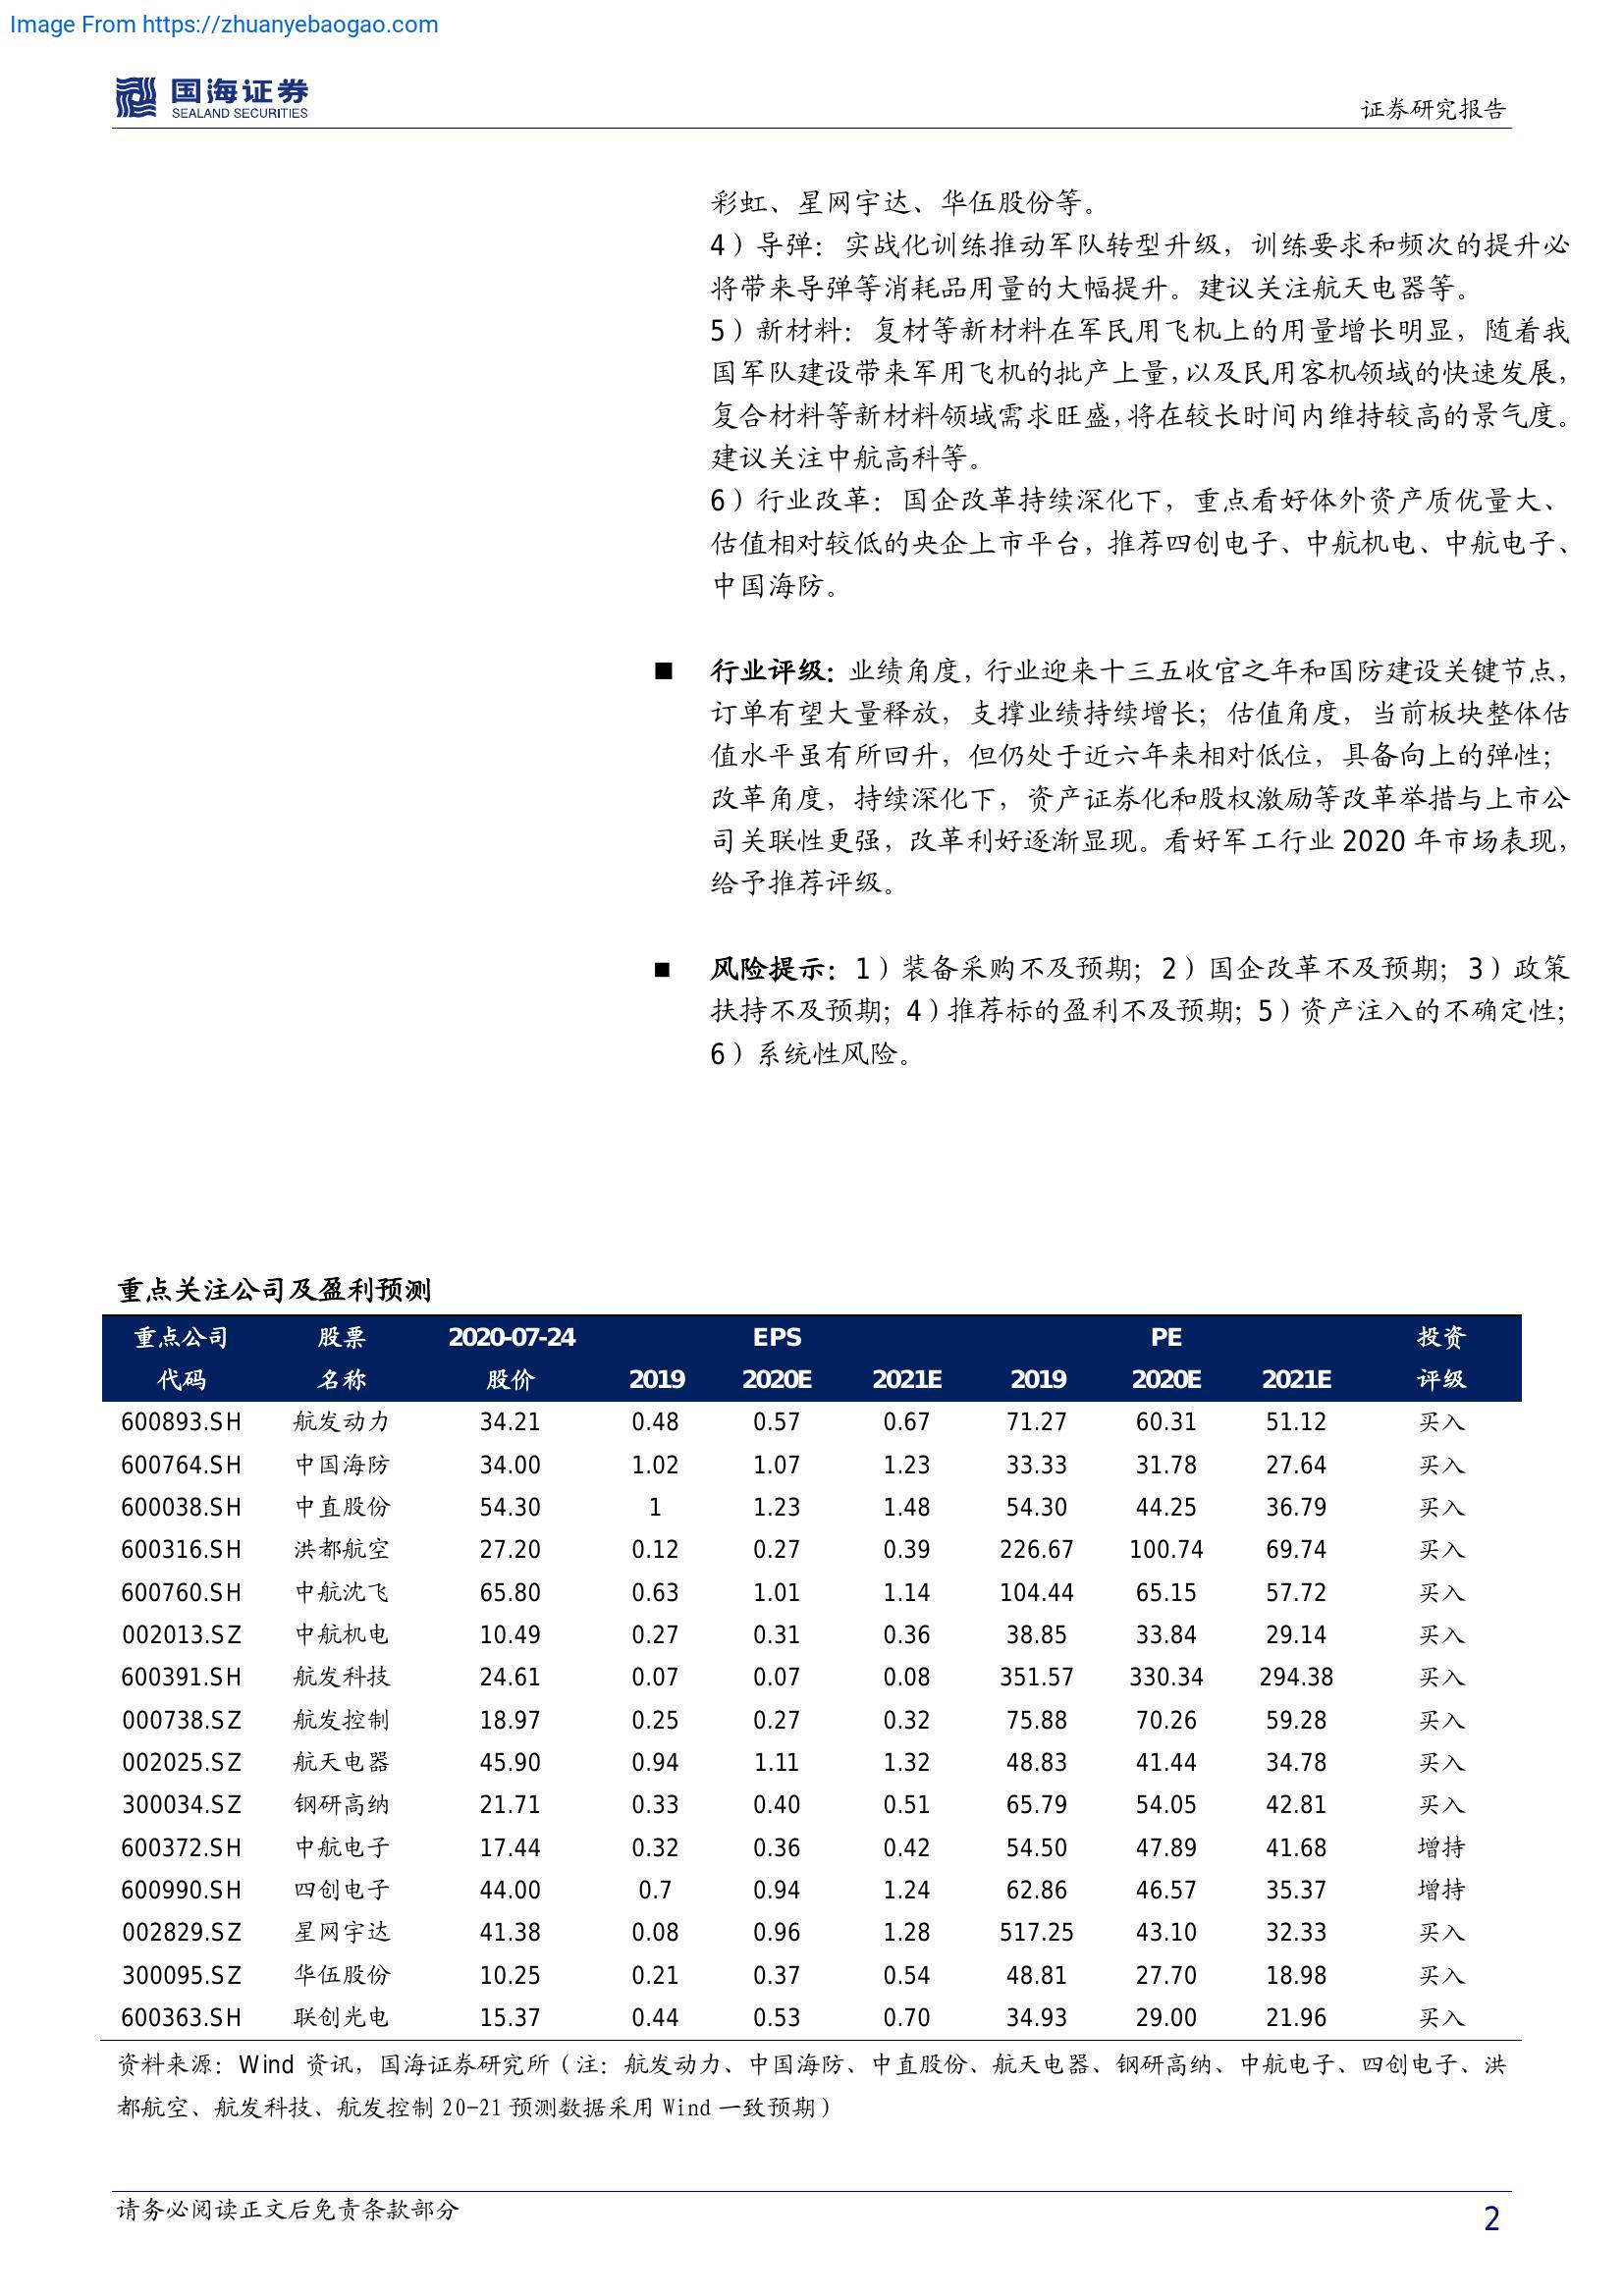 Image From https://zhuanyebaogao.com
国海证券
SEALAND SECURITIES
证券研究报告
彩虹、星网宇达、华伍股份等。
4）导弹：实战化训练推动军队转型升级，训练要求和频次的提升必
将带来导弹等消耗品用量的大幅提升。建议关注航天电器等。
5）新材料：复材等新材料在军民用飞机上的用量增长明显，随着我
国军队建设带来军用飞机的批产上量，以及民用客机领域的快速发展，
复合材料等新材料领域需求旺盛，将在较长时间内维持较高的景气度。
建议关注中航高科等。
6）行业改革：国企改革持续深化下，重点看好体外资产质优量大、
估值相对较低的央企上市平台，推荐四创电子、中航机电、中航电子、
中国海防。
■ 行业评级：业绩角度，行业迎来十三五收官之年和国防建设关键节点，
订单有望大量释放，支撑业绩持续增长；估值角度，当前板块整体估
值水平虽有所回升，但仍处于近六年来相对低位，具备向上的弹性；
改革角度，持续深化下，资产证券化和股权激励等改革举措与上市公
司关联性更强，改革利好逐渐显现。看好军工行业 2020 年市场表现，
给予推荐评级。
■ 风险提示：1）装备采购不及预期；2）国企改革不及预期；3）政策
扶持不及预期；4）推荐标的盈利不及预期；5）资产注入的不确定性；
6）系统性风险。
重点关注公司及盈利预测
重点公司 股票 2020-07-24 EPS PE 投资
代码 名称 股价 2019 2020E 2021E 2019 2020E 2021E 评级
600893.SH 航发动力 34.21 0.48 0.57 0.67 71.27 60.31 51.12 买入
600764.SH 中国海防 34.00 1.02 1.07 1.23 33.33 31.78 27.64 买入
600038.SH 中直股份 54.30 1 1.23 1.48 54.30 44.25 36.79 买入
600316.SH 洪都航空 27.20 0.12 0.27 0.39 226.67 100.74 69.74 买入
600760.SH 中航沈飞 65.80 0.63 1.01 1.14 104.44 65.15 57.72 买入
002013.SZ 中航机电 10.49 0.27 0.31 0.36 38.85 33.84 29.14 买入
600391.SH 航发科技 24.61 0.07 0.07 0.08 351.57 330.34 294.38 买入
000738.SZ 航发控制 18.97 0.25 0.27 0.32 75.88 70.26 59.28 买入
002025.SZ 航天电器 45.90 0.94 1.11 1.32 48.83 41.44 34.78 买入
300034.SZ 钢研高纳 21.71 0.33 0.40 0.51 65.79 54.05 42.81 买入
600372.SH 中航电子 17.44 0.32 0.36 0.42 54.50 47.89 41.68 增持
600990.SH 四创电子 44.00 0.7 0.94 1.24 62.86 46.57 35.37 增持
002829.SZ 星网宇达 41.38 0.08 0.96 1.28 517.25 43.10 32.33 买入
300095.SZ 华伍股份 10.25 0.21 0.37 0.54 48.81 27.70 18.98 买入
600363.SH 联创光电 15.37 0.44 0.53 0.70 34.93 29.00 21.96 买入
资料来源：Wind 资讯，国海证券研究所（注：航发动力、中国海防、中直股份、航天电器、钢研高纳、中航电子、四创电子、洪
都航空、航发科技、航发控制 20-21 预测数据采用 Wind 一致预期）
请务必阅读正文后免责条款部分
2